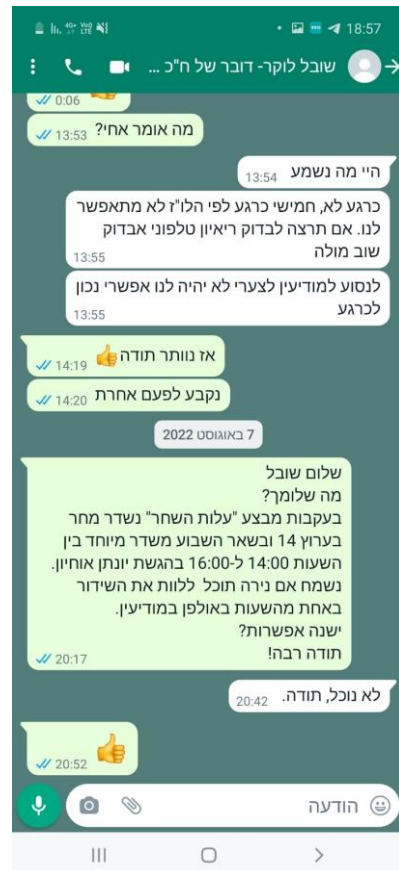 18:57
שובל לוקר- דובר של ח"כ ...
0:06
מה אומר אחי? 13:53
היי מה נשמע 13:54
כרגע לא, חמישי כרגע לפי הלו"ז לא מתאפשר
לנו. אם תרצה לבדוק ריאיון טלפוני אבדוק
שוב מולה
13:55
לנסוע למודיעין לצערי לא יהיה לנו אפשרי נכון
לכרגע
13:55
אז נוותר תודה👍 14:19
נקבע לפעם אחרת 14:20
7 באוגוסט 2022
שלום שובל
מה שלומך?
בעקבות מבצע "עלות השחר" נשדר מחר
בערוץ 14 ובשאר השבוע משדר מיוחד בין
השעות 14:00 ל-16:00 בהגשת יונתן אוחיון.
נשמח אם נירה תוכל ללוות את השידור
באחת מהשעות באולפן במודיעין.
ישנה אפשרות?
תודה רבה!
20:17
לא נוכל, תודה. 20:42
👍
20:52
הודעה